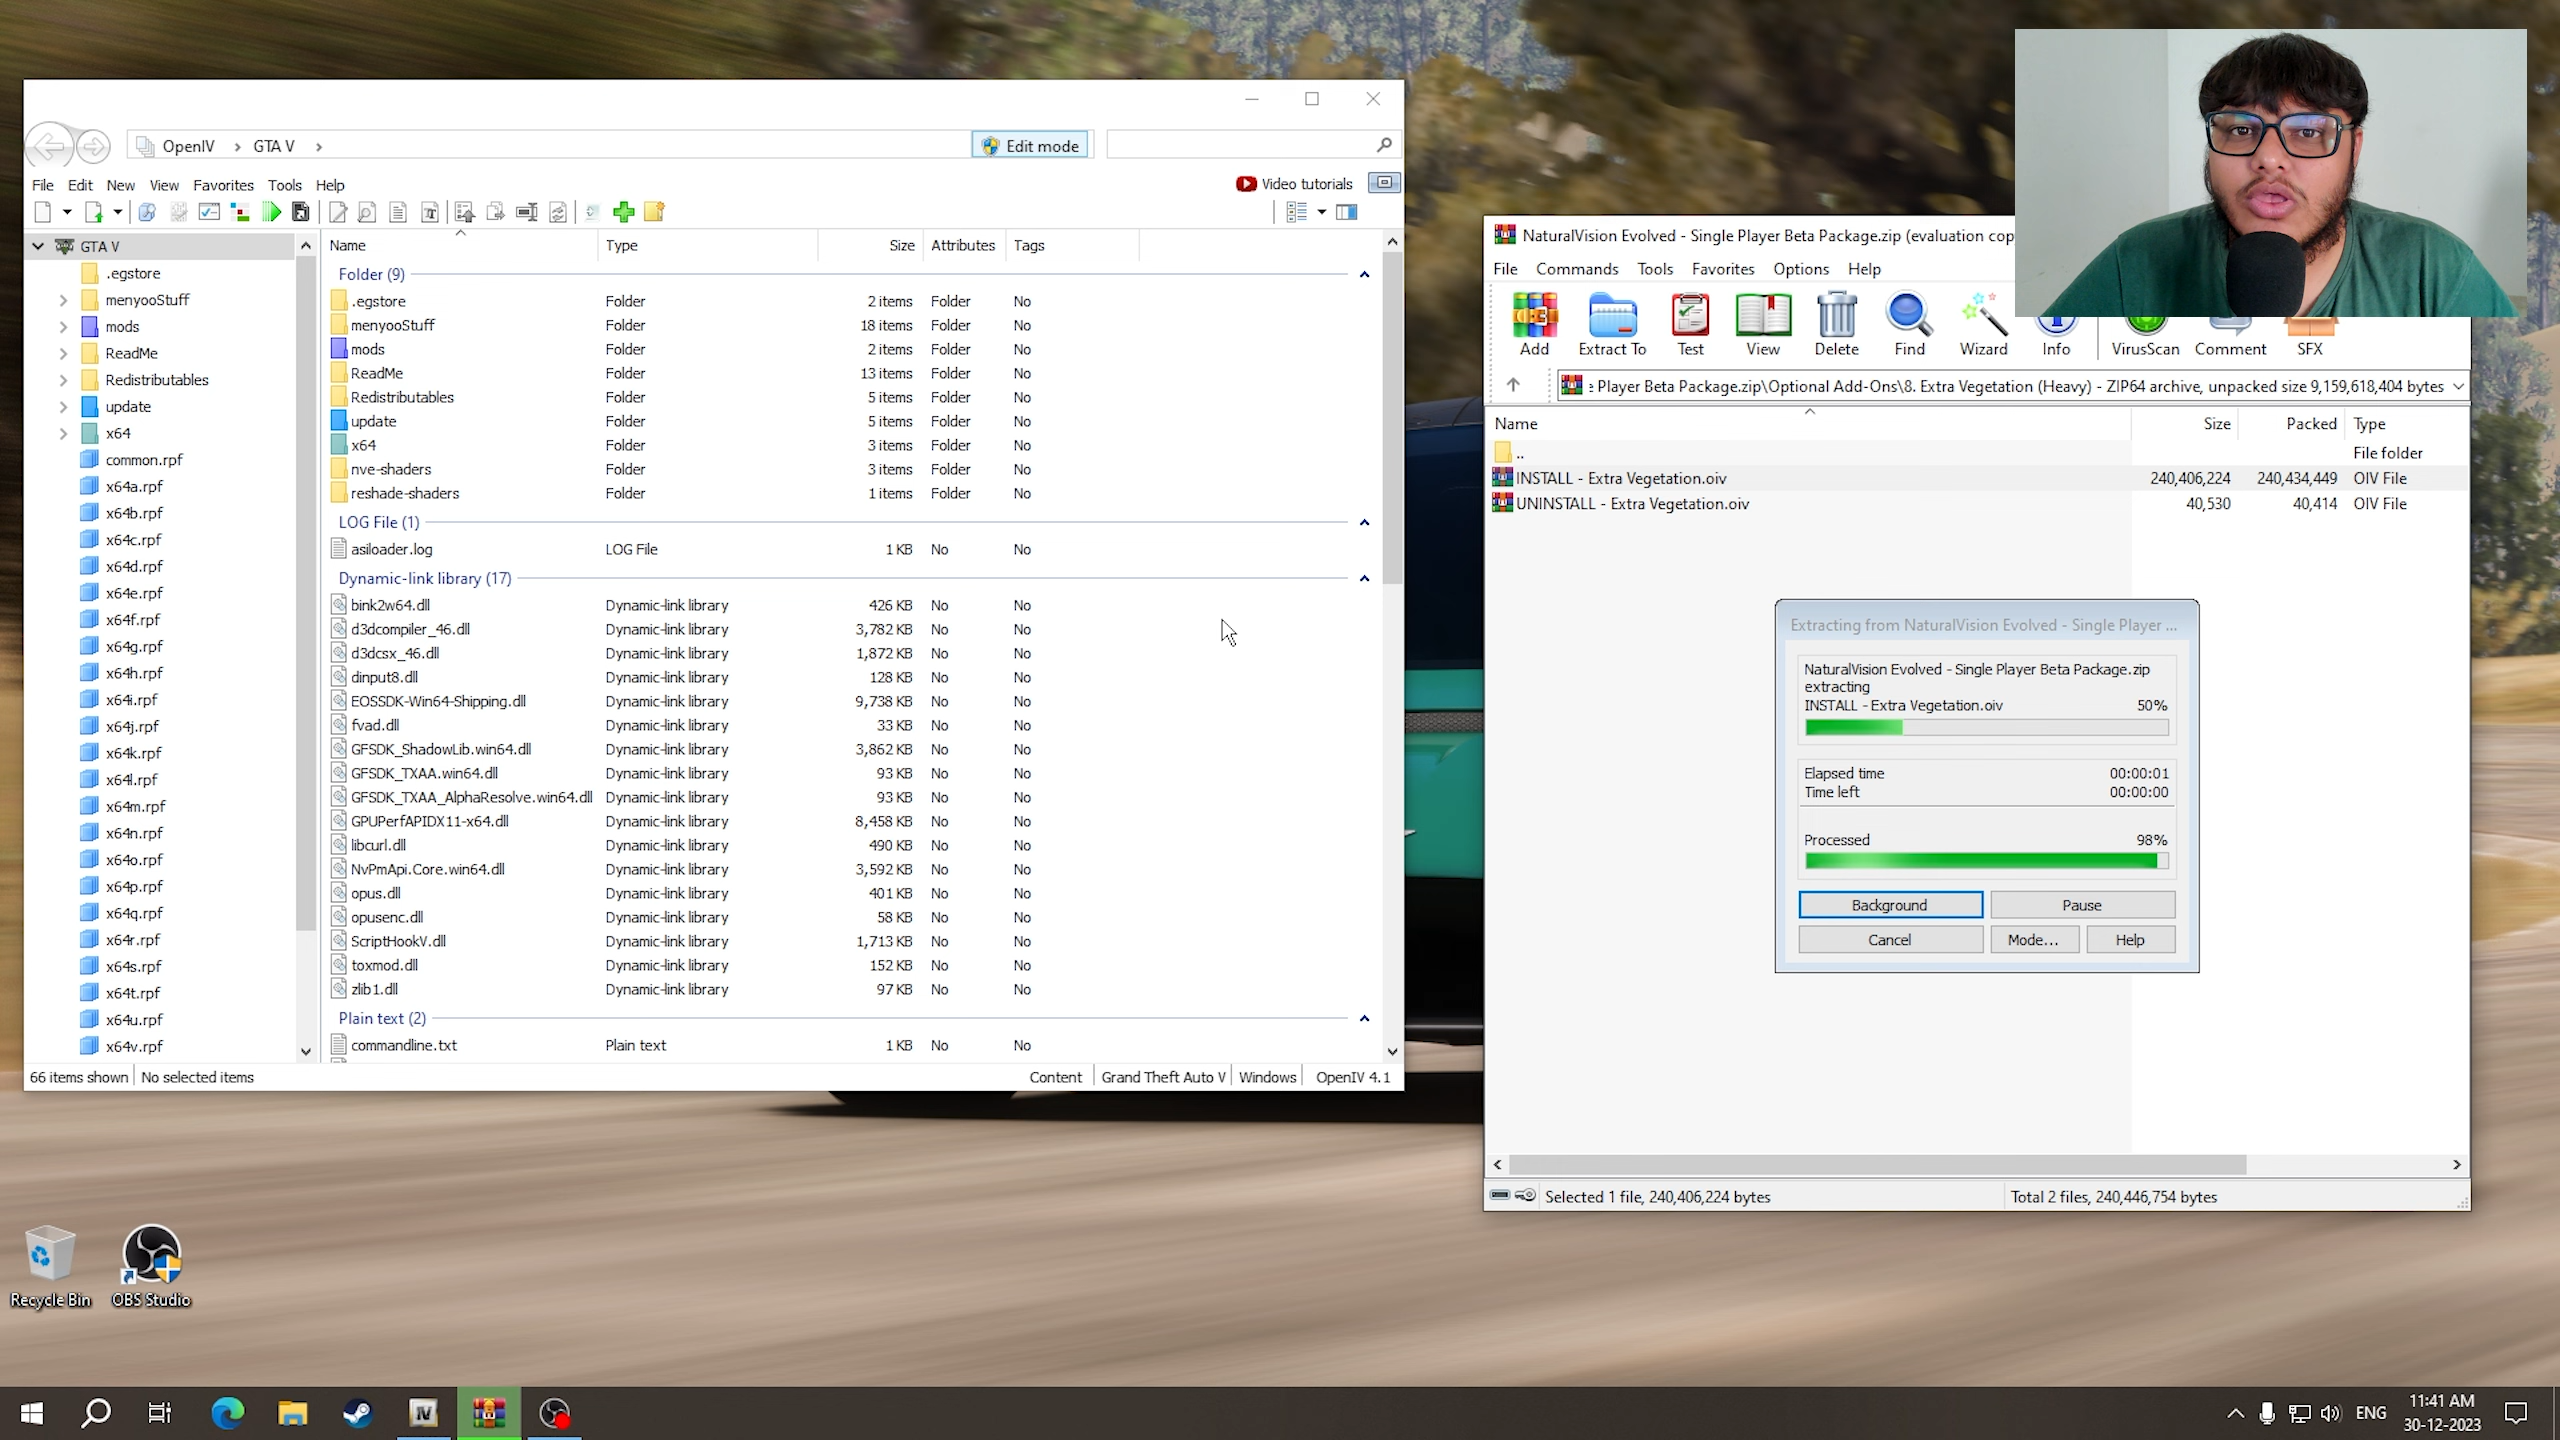 OpenIV > GTA V >
Edit mode
File Edit New View Favorites Tools Help
Video tutorials
GTA V
.egstore
menyooStuff
mods
ReadMe
Redistributables
update
x64
common.rpf
x64a.rpf
x64b.rpf
x64c.rpf
x64d.rpf
x64e.rpf
x64f.rpf
x64g.rpf
x64h.rpf
x64i.rpf
x64j.rpf
x64k.rpf
x64l.rpf
x64m.rpf
x64n.rpf
x64o.rpf
x64p.rpf
x64q.rpf
x64r.rpf
x64s.rpf
x64t.rpf
x64u.rpf
x64v.rpf
Name Type Size Attributes Tags
Folder (9)
.egstore Folder 2 items Folder No
menyooStuff Folder 18 items Folder No
mods Folder 2 items Folder No
ReadMe Folder 13 items Folder No
Redistributables Folder 5 items Folder No
update Folder 5 items Folder No
x64 Folder 3 items Folder No
nve-shaders Folder 3 items Folder No
reshade-shaders Folder 1 items Folder No
LOG File (1)
asiloader.log LOG File 1 KB No No
Dynamic-link library (17)
bink2w64.dll Dynamic-link library 426 KB No No
d3dcompiler_46.dll Dynamic-link library 3,782 KB No No
d3dcsx_46.dll Dynamic-link library 1,872 KB No No
dinput8.dll Dynamic-link library 128 KB No No
EOSSDK-Win64-Shipping.dll Dynamic-link library 9,738 KB No No
fvad.dll Dynamic-link library 33 KB No No
GFSDK_ShadowLib.win64.dll Dynamic-link library 3,862 KB No No
GFSDK_TXAA.win64.dll Dynamic-link library 93 KB No No
GFSDK_TXAA_AlphaResolve.win64.dll Dynamic-link library 93 KB No No
GPUPerfAPIDX11-x64.dll Dynamic-link library 8,458 KB No No
libcurl.dll Dynamic-link library 490 KB No No
NvPmApi.Core.win64.dll Dynamic-link library 3,592 KB No No
opus.dll Dynamic-link library 401 KB No No
opusenc.dll Dynamic-link library 58 KB No No
ScriptHookV.dll Dynamic-link library 1,713 KB No No
toxmod.dll Dynamic-link library 152 KB No No
zlib1.dll Dynamic-link library 97 KB No No
Plain text (2)
commandline.txt Plain text 1 KB No No
66 items shown No selected items Content Grand Theft Auto V Windows OpenIV 4.1
NaturalVision Evolved - Single Player Beta Package.zip (evaluation cop
File Commands Tools Favorites Options Help
Add Extract To Test View Delete Find Wizard Info VirusScan Comment SFX
e Player Beta Package.zip\Optional Add-Ons\8. Extra Vegetation (Heavy) - ZIP64 archive, unpacked size 9,159,618,404 bytes
Name Size Packed Type
.. File folder
INSTALL - Extra Vegetation.oiv 240,406,224 240,434,449 OIV File
UNINSTALL - Extra Vegetation.oiv 40,530 40,414 OIV File
Extracting from NaturalVision Evolved - Single Player ...
NaturalVision Evolved - Single Player Beta Package.zip
extracting
INSTALL - Extra Vegetation.oiv 50%
Elapsed time 00:00:01
Time left 00:00:00
Processed 98%
Background Pause
Cancel Mode... Help
Selected 1 file, 240,406,224 bytes Total 2 files, 240,446,754 bytes
Recycle Bin OBS Studio
ENG 11:41 AM
30-12-2023